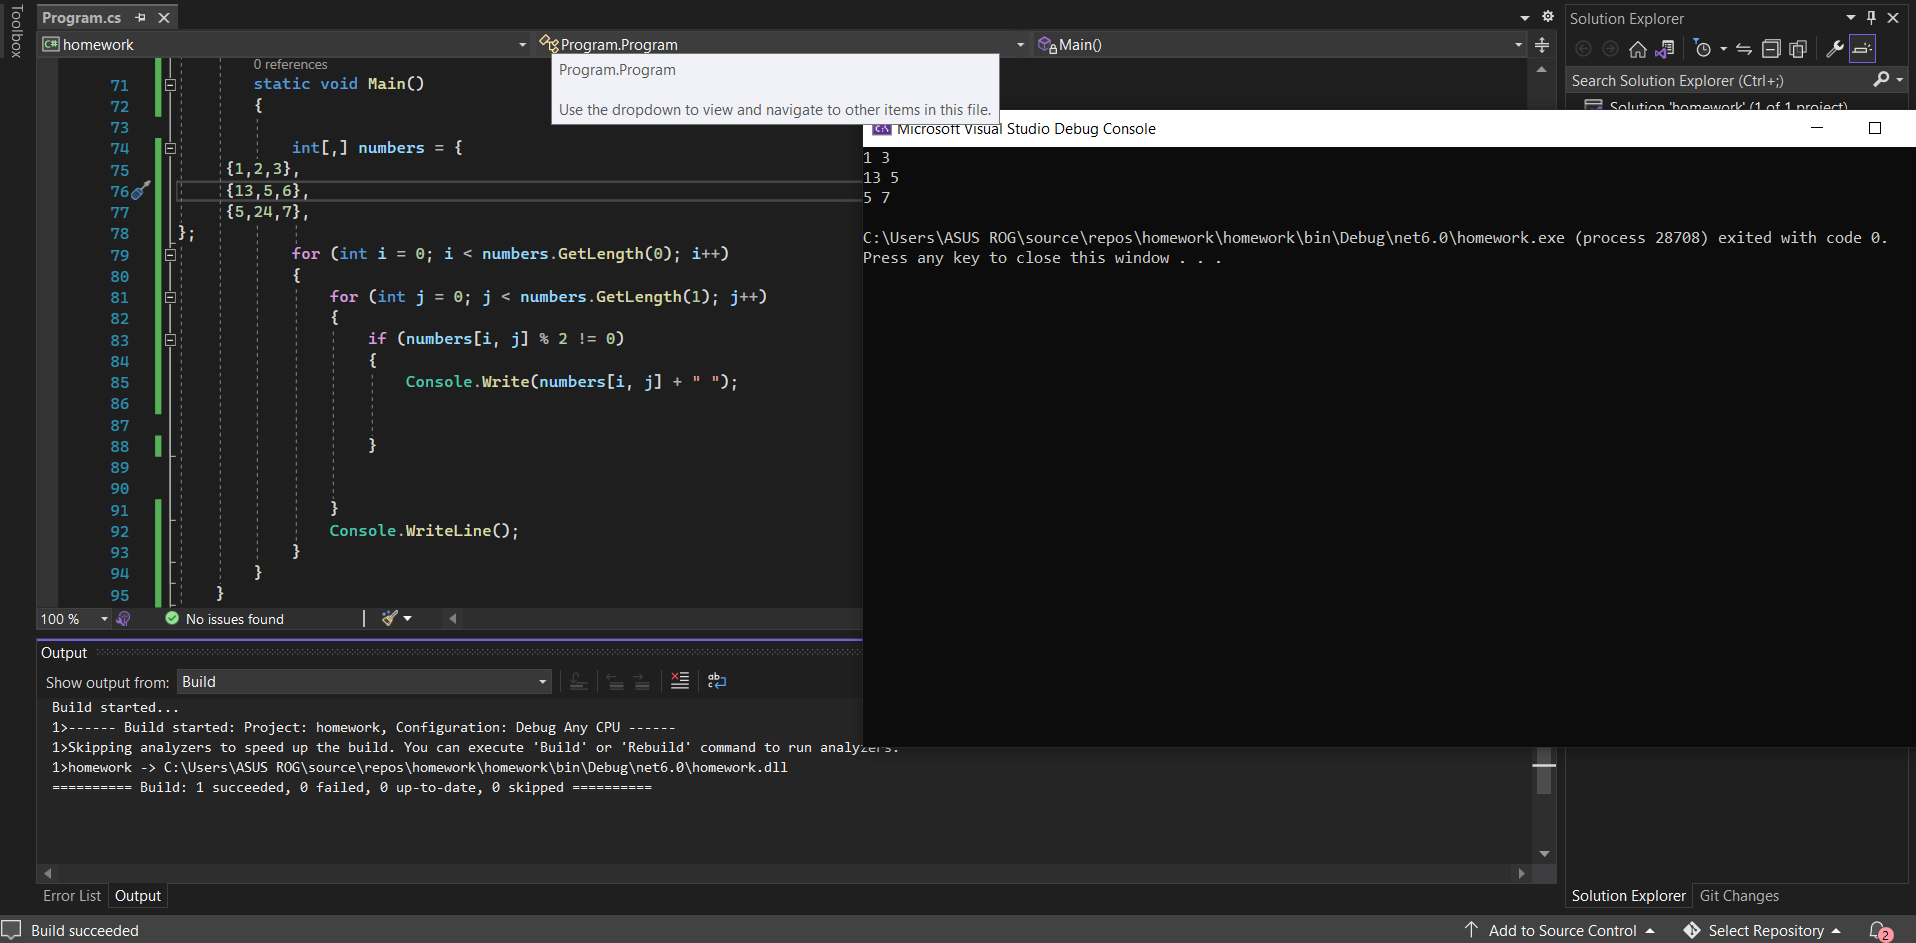 Toolbox
Program.cs
homework
Program.Program
Main()
Program.Program
Use the dropdown to view and navigate to other items in this file.
0 references
71 static void Main()
72 {
73
74 int[,] numbers = {
75 {1,2,3},
76 {13,5,6},
77 {5,24,7},
78 };
79 for (int i = 0; i < numbers.GetLength(0); i++)
80 {
81 for (int j = 0; j < numbers.GetLength(1); j++)
82 {
83 if (numbers[i, j] % 2 != 0)
84 {
85 Console.Write(numbers[i, j] + " ");
86
87
88 }
89
90
91 }
92 Console.WriteLine();
93 }
94 }
95 }
100 %
No issues found
Output
Show output from: Build
Build started...
1>------ Build started: Project: homework, Configuration: Debug Any CPU ------
1>Skipping analyzers to speed up the build. You can execute 'Build' or 'Rebuild' command to run analyzers.
1>homework -> C:\Users\ASUS ROG\source\repos\homework\homework\bin\Debug\net6.0\homework.dll
========== Build: 1 succeeded, 0 failed, 0 up-to-date, 0 skipped ==========
Error List Output
Build succeeded
Microsoft Visual Studio Debug Console
1 3
13 5
5 7
C:\Users\ASUS ROG\source\repos\homework\homework\bin\Debug\net6.0\homework.exe (process 28708) exited with code 0.
Press any key to close this window . . .
Solution Explorer
Search Solution Explorer (Ctrl+;)
Solution 'homework' (1 of 1 project)
Solution Explorer Git Changes
Add to Source Control
Select Repository
2